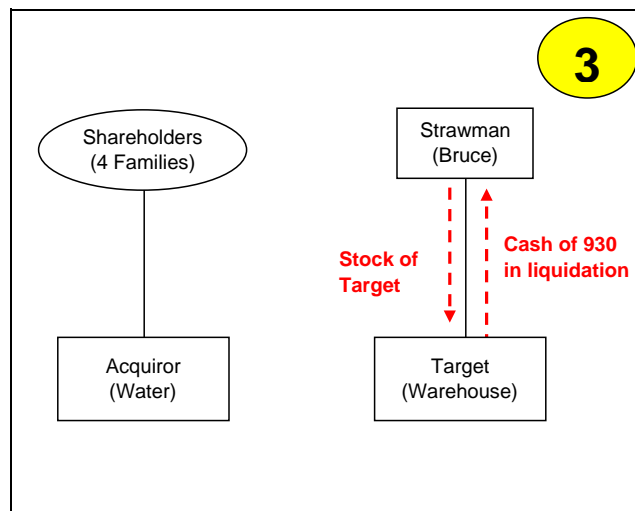 3
Shareholders
(4 Families)
Strawman
(Bruce)
Stock of
Target
Cash of 930
in liquidation
Acquiror
(Water)
Target
(Warehouse)